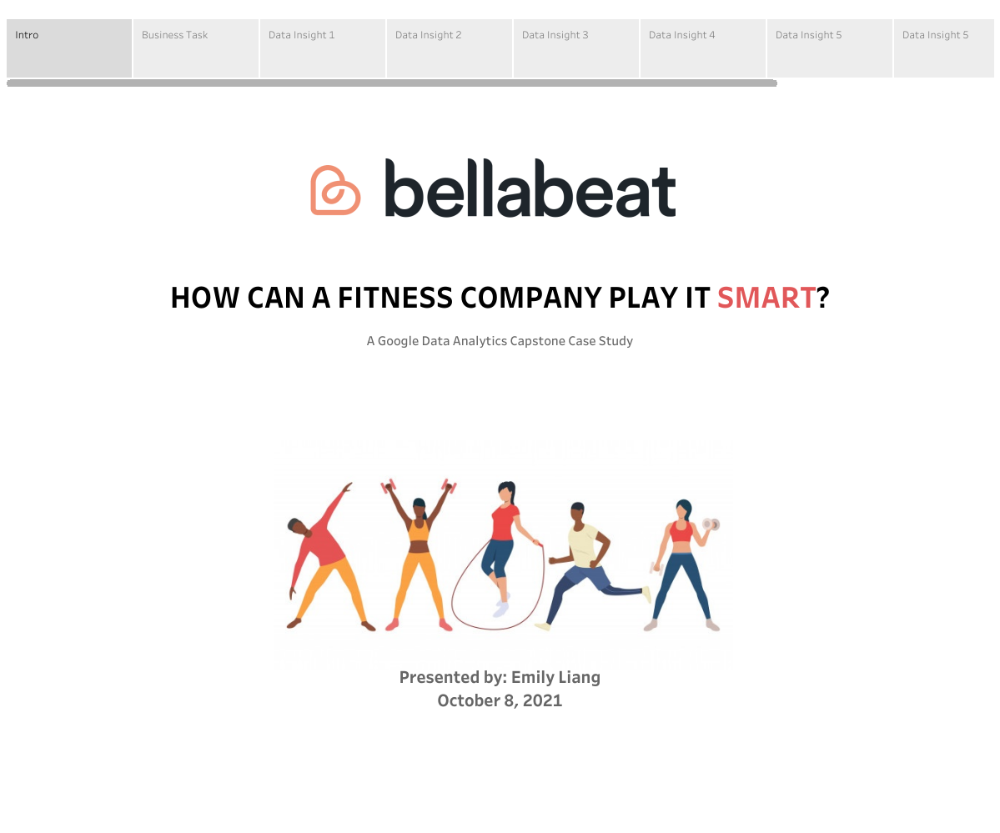 Intro
Business Task
Data Insight 1
Data Insight 2
Data Insight 3
Data Insight 4
Data Insight 5
Data Insight 5
bellabeat
HOW CAN A FITNESS COMPANY PLAY IT SMART?
A Google Data Analytics Capstone Case Study
Presented by: Emily Liang
October 8, 2021